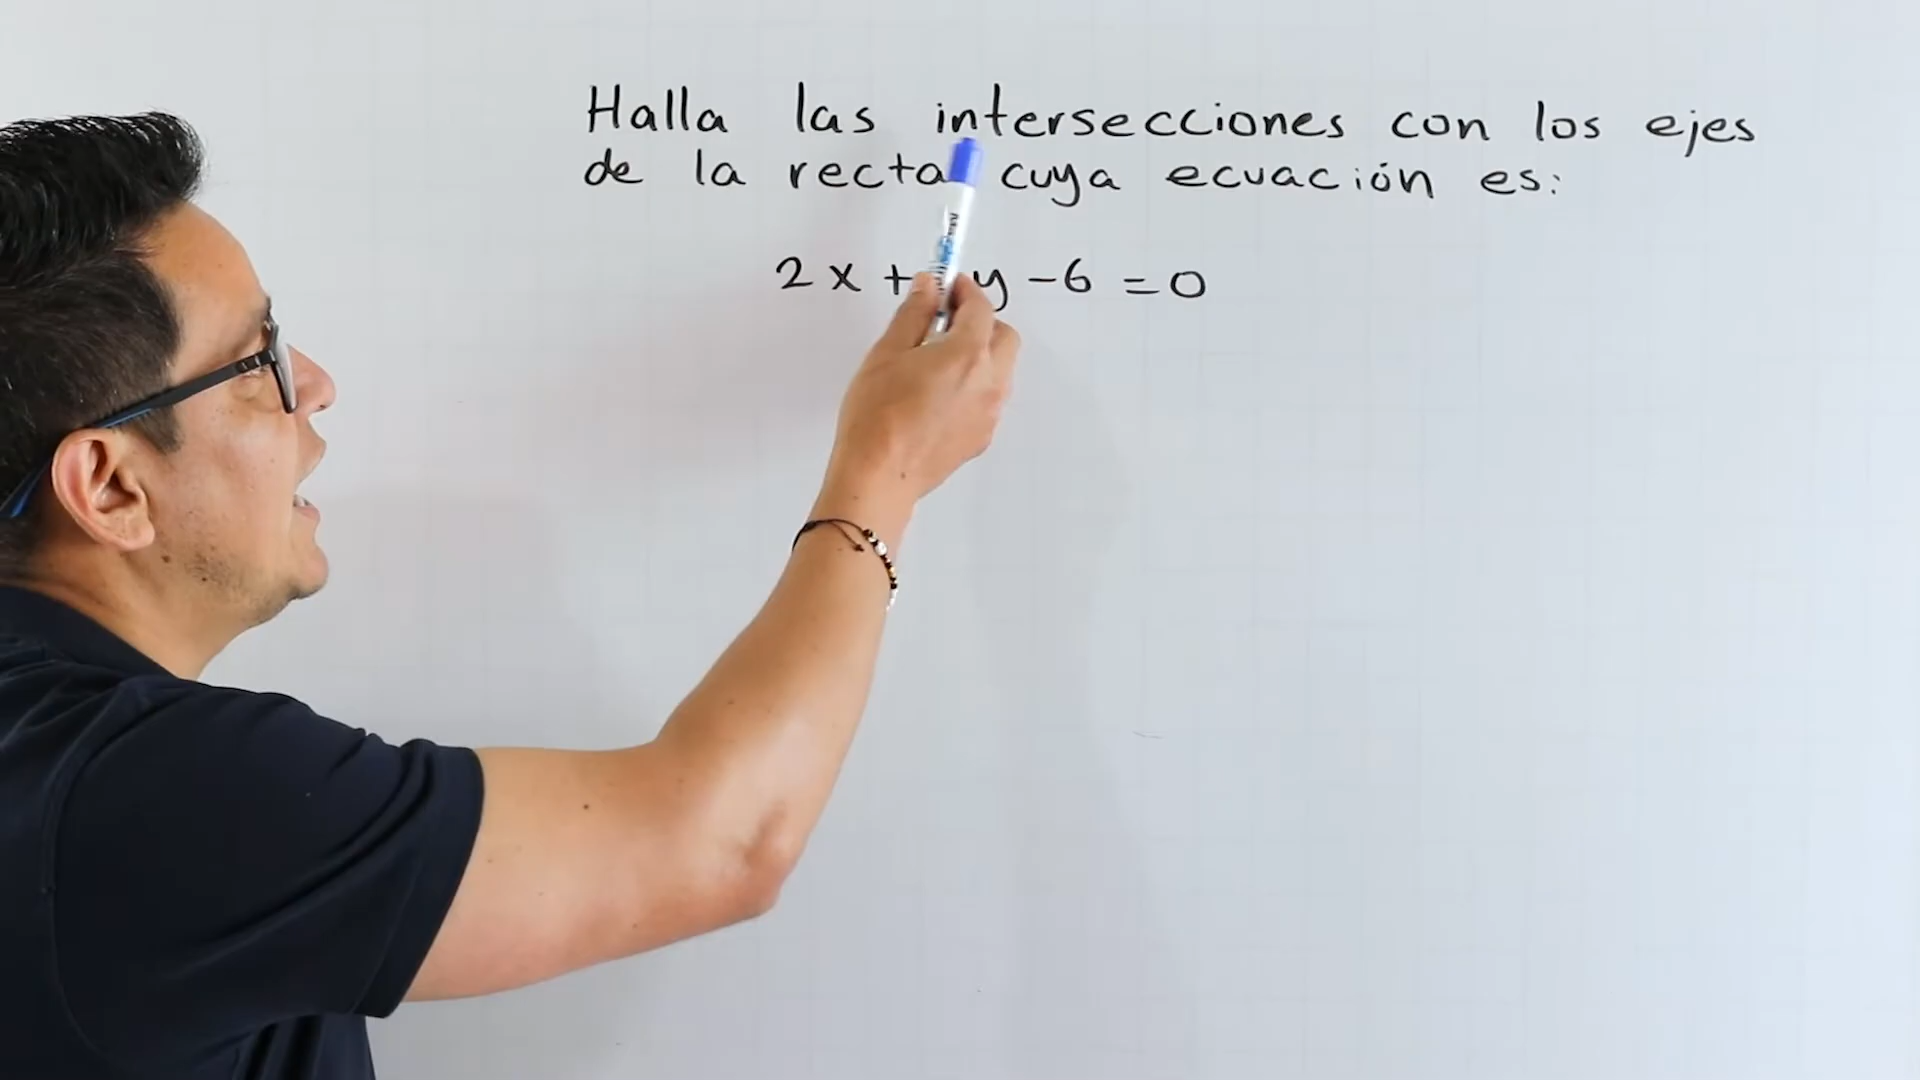 Halla las intersecciones con los ejes
de la recta cuya ecuación es:
2x + y - 6 = 0